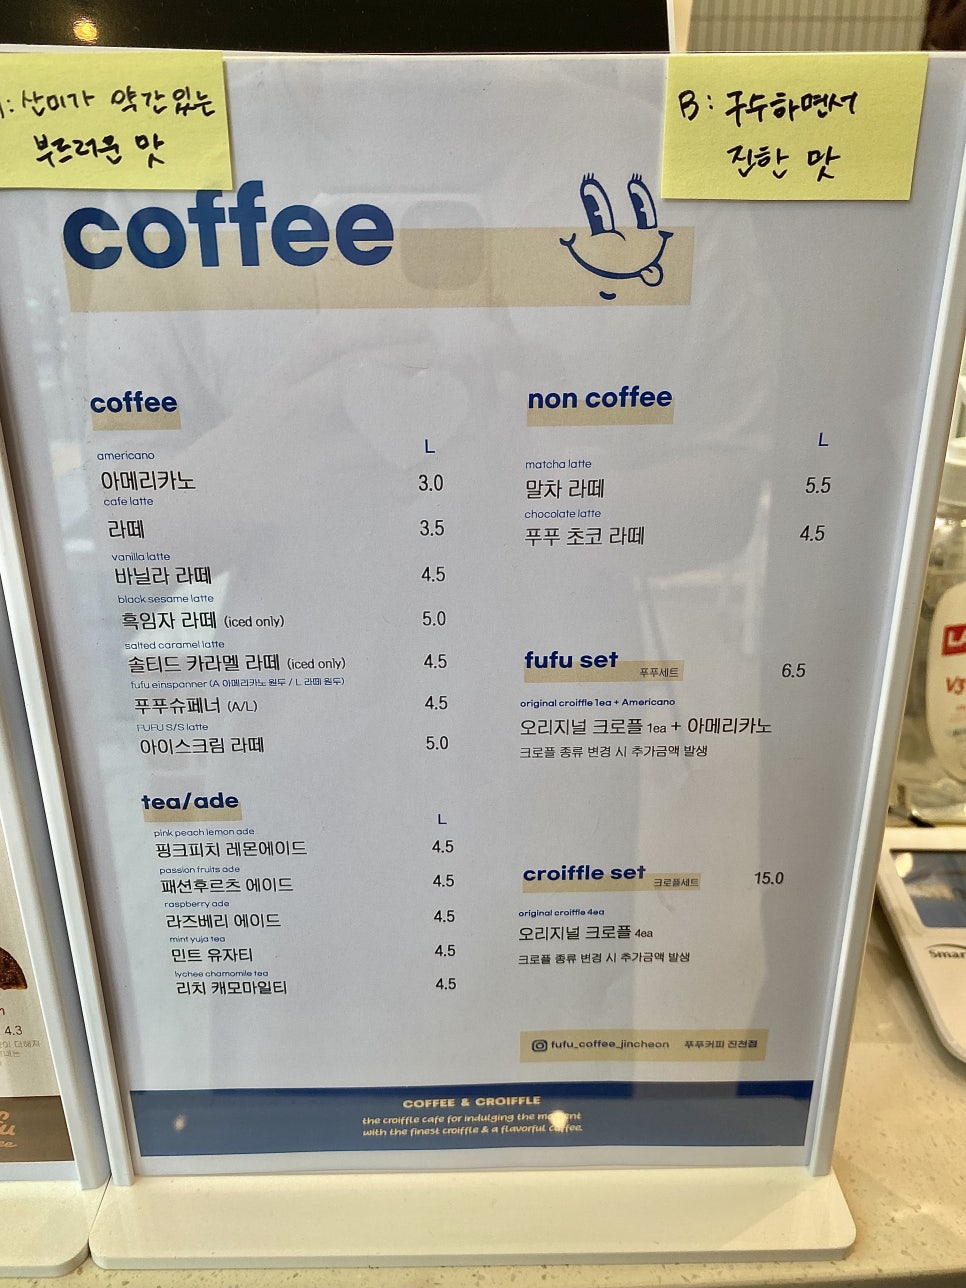 : 산미가 약간있는
부드러운 맛
B : 구수하면서
진한 맛
coffee
coffee
L
americano
아메리카노 3.0
cafe latte
라떼 3.5
vanilla latte
바닐라 라떼 4.5
black sesame latte
흑임자 라떼 (iced only) 5.0
salted caramel latte
솔티드 카라멜 라떼 (iced only) 4.5
fufu einspanner (A 아메리카노 원두 / L 라떼 원두)
푸푸슈페너 (A/L) 4.5
FUFU S/S latte
아이스크림 라떼 5.0
tea/ade
L
pink peach lemon ade
핑크피치 레몬에이드 4.5
passion fruits ade
패션후르츠 에이드 4.5
raspberry ade
라즈베리 에이드 4.5
mint yuja tea
민트 유자티 4.5
lychee chamomile tea
리치 캐모마일티 4.5
non coffee
L
matcha latte
말차 라떼 5.5
chocolate latte
푸푸 초코 라떼 4.5
fufu set 푸푸세트 6.5
original croiffle 1ea + Americano
오리지널 크로플 1ea + 아메리카노
크로플 종류 변경 시 추가금액 발생
croiffle set 크로플세트 15.0
original croiffle 4ea
오리지널 크로플 4ea
크로플 종류 변경 시 추가금액 발생
fufu_coffee_jincheon 푸푸커피 진천점
COFFEE & CROIFFLE
the croiffle cafe for indulging the moment
with the finest croiffle & a flavorful coffee.
4.3